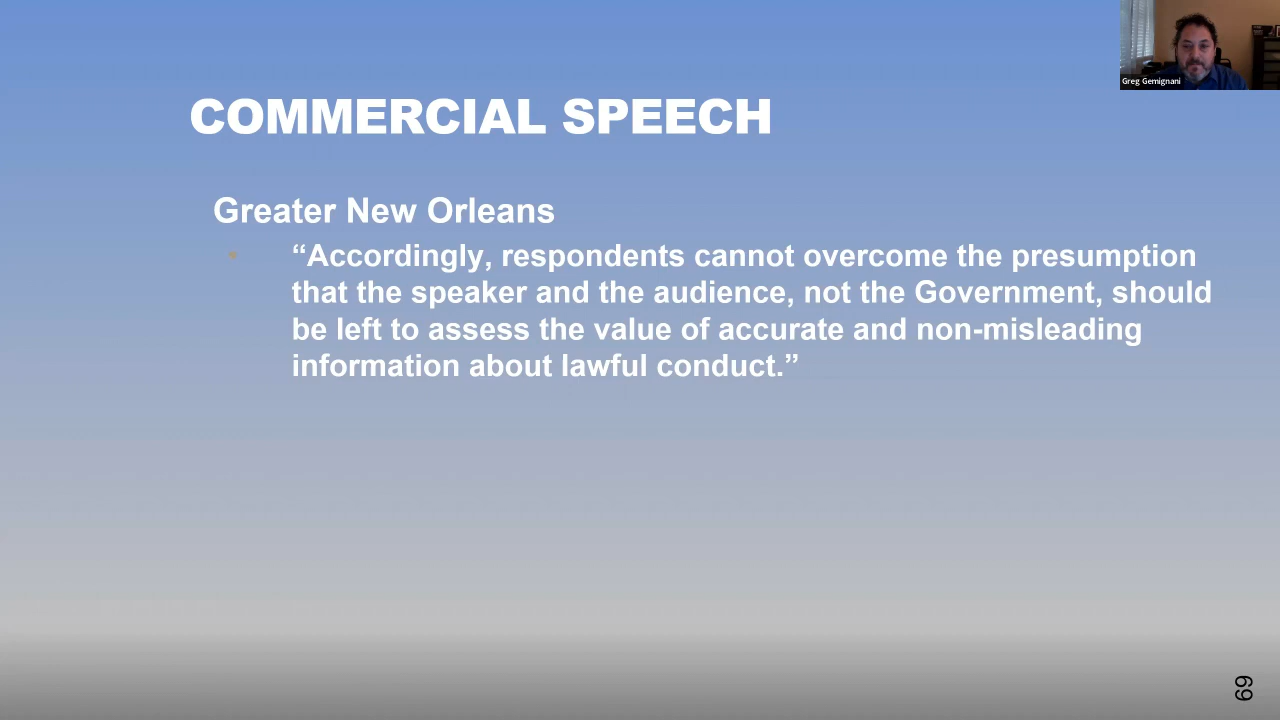 Greg Gemignani
COMMERCIAL SPEECH
Greater New Orleans
“Accordingly, respondents cannot overcome the presumption
that the speaker and the audience, not the Government, should
be left to assess the value of accurate and non-misleading
information about lawful conduct.”
69